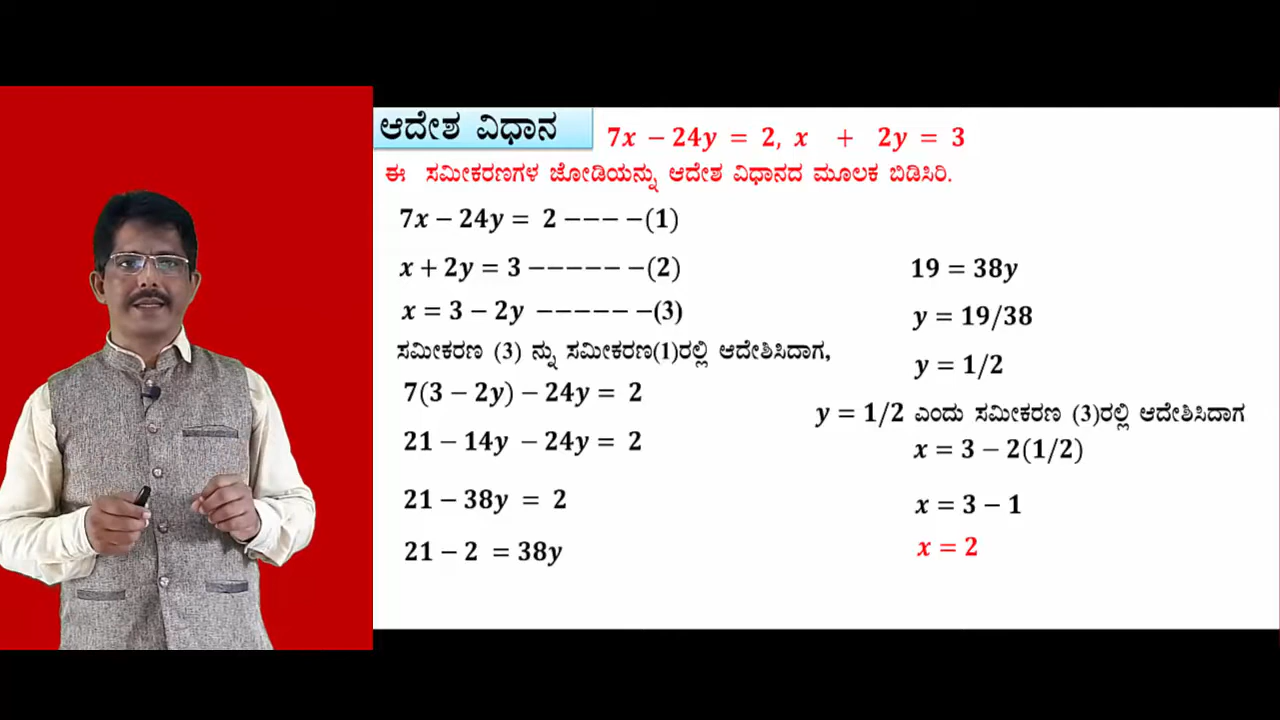 ಆದೇಶ ವಿಧಾನ
7x − 24y = 2, x + 2y = 3
ಈ ಸಮೀಕರಣಗಳ ಜೋಡಿಯನ್ನು ಆದೇಶ ವಿಧಾನದ ಮೂಲಕ ಬಿಡಿಸಿರಿ.
7x − 24y = 2 −−− −(1)
x + 2y = 3 −−−−− −(2)
x = 3 − 2y −−−−− −(3)
ಸಮೀಕರಣ (3) ನ್ನು ಸಮೀಕರಣ(1)ರಲ್ಲಿ ಆದೇಶಿಸಿದಾಗ,
7(3 − 2y) − 24y = 2
21 − 14y − 24y = 2
21 − 38y = 2
21 − 2 = 38y
19 = 38y
y = 19/38
y = 1/2
y = 1/2 ಎಂದು ಸಮೀಕರಣ (3)ರಲ್ಲಿ ಆದೇಶಿಸಿದಾಗ
x = 3 − 2(1/2)
x = 3 − 1
x = 2